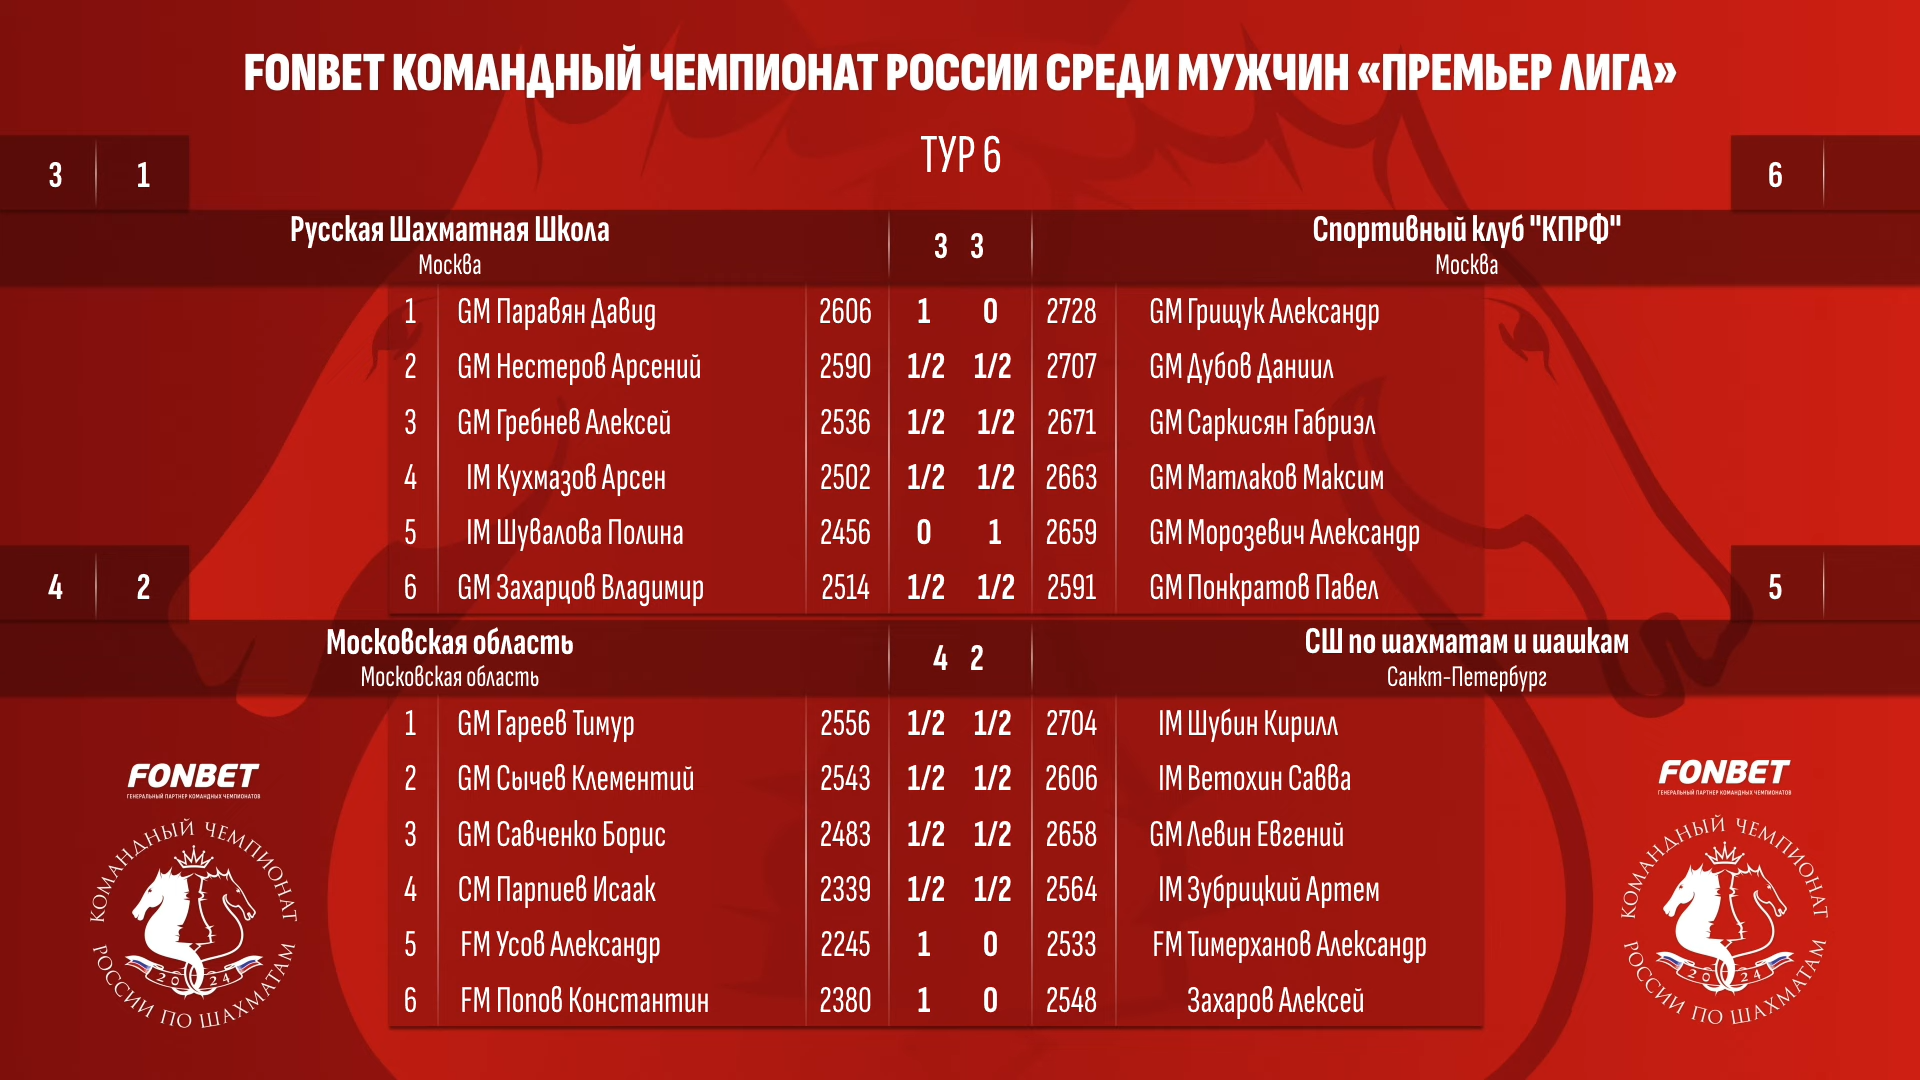 FONBET КОМАНДНЫЙ ЧЕМПИОНАТ РОССИИ СРЕДИ МУЖЧИН «ПРЕМЬЕР ЛИГА»
ТУР 6
3 1 6
Русская Шахматная Школа 3 3 Спортивный клуб "КПРФ"
Москва Москва
1 GM Паравян Давид 2606 1 0 2728 GM Грищук Александр
2 GM Нестеров Арсений 2590 1/2 1/2 2707 GM Дубов Даниил
3 GM Гребнев Алексей 2536 1/2 1/2 2671 GM Саркисян Габриэл
4 IM Кухмазов Арсен 2502 1/2 1/2 2663 GM Матлаков Максим
5 IM Шувалова Полина 2456 0 1 2659 GM Морозевич Александр
6 GM Захарцов Владимир 2514 1/2 1/2 2591 GM Понкратов Павел
4 2 5
Московская область 4 2 СШ по шахматам и шашкам
Московская область Санкт-Петербург
1 GM Гареев Тимур 2556 1/2 1/2 2704 IM Шубин Кирилл
2 GM Сычев Клементий 2543 1/2 1/2 2606 IM Ветохин Савва
3 GM Савченко Борис 2483 1/2 1/2 2658 GM Левин Евгений
4 CM Парпиев Исаак 2339 1/2 1/2 2564 IM Зубрицкий Артем
5 FM Усов Александр 2245 1 0 2533 FM Тимерханов Александр
6 FM Попов Константин 2380 1 0 2548 Захаров Алексей
FONBET
ГЕНЕРАЛЬНЫЙ ПАРТНЕР КОМАНДНЫХ ЧЕМПИОНАТОВ
КОМАНДНЫЙ ЧЕМПИОНАТ
РОССИИ ПО ШАХМАТАМ
2024
FONBET
ГЕНЕРАЛЬНЫЙ ПАРТНЕР КОМАНДНЫХ ЧЕМПИОНАТОВ
КОМАНДНЫЙ ЧЕМПИОНАТ
РОССИИ ПО ШАХМАТАМ
2024